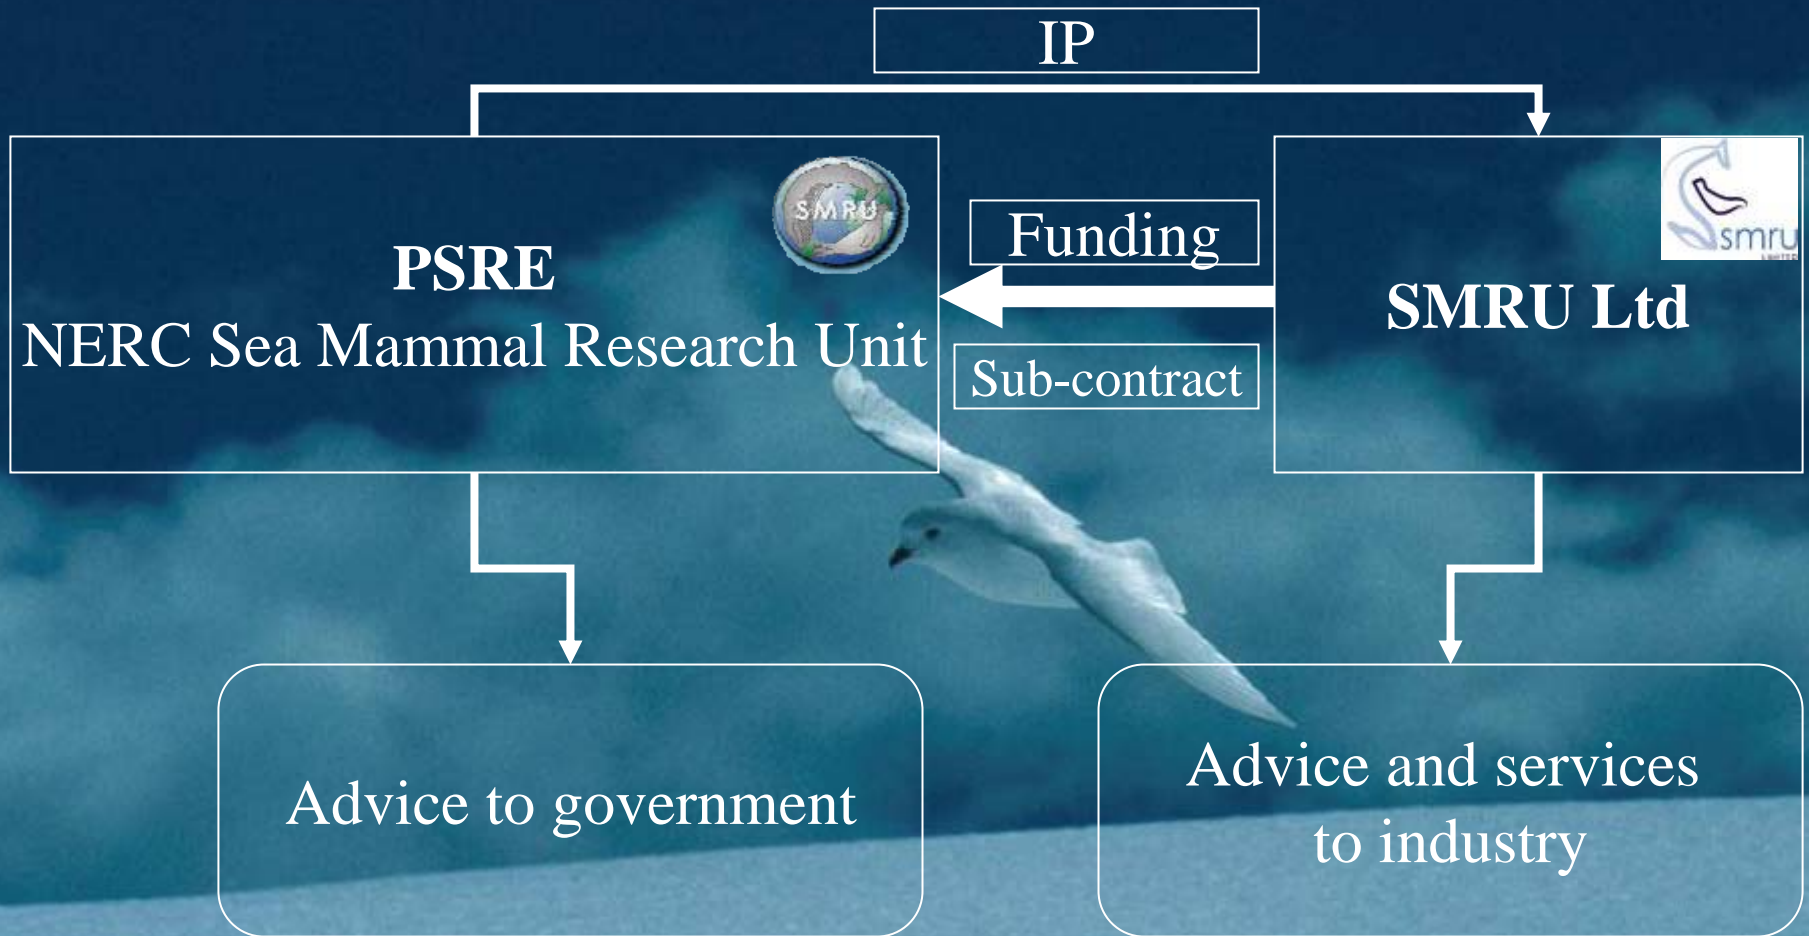 IP
PSRE
NERC Sea Mammal Research Unit
SMRU
Funding
Sub-contract
smru
LIMITED
SMRU Ltd
Advice to government
Advice and services
to industry